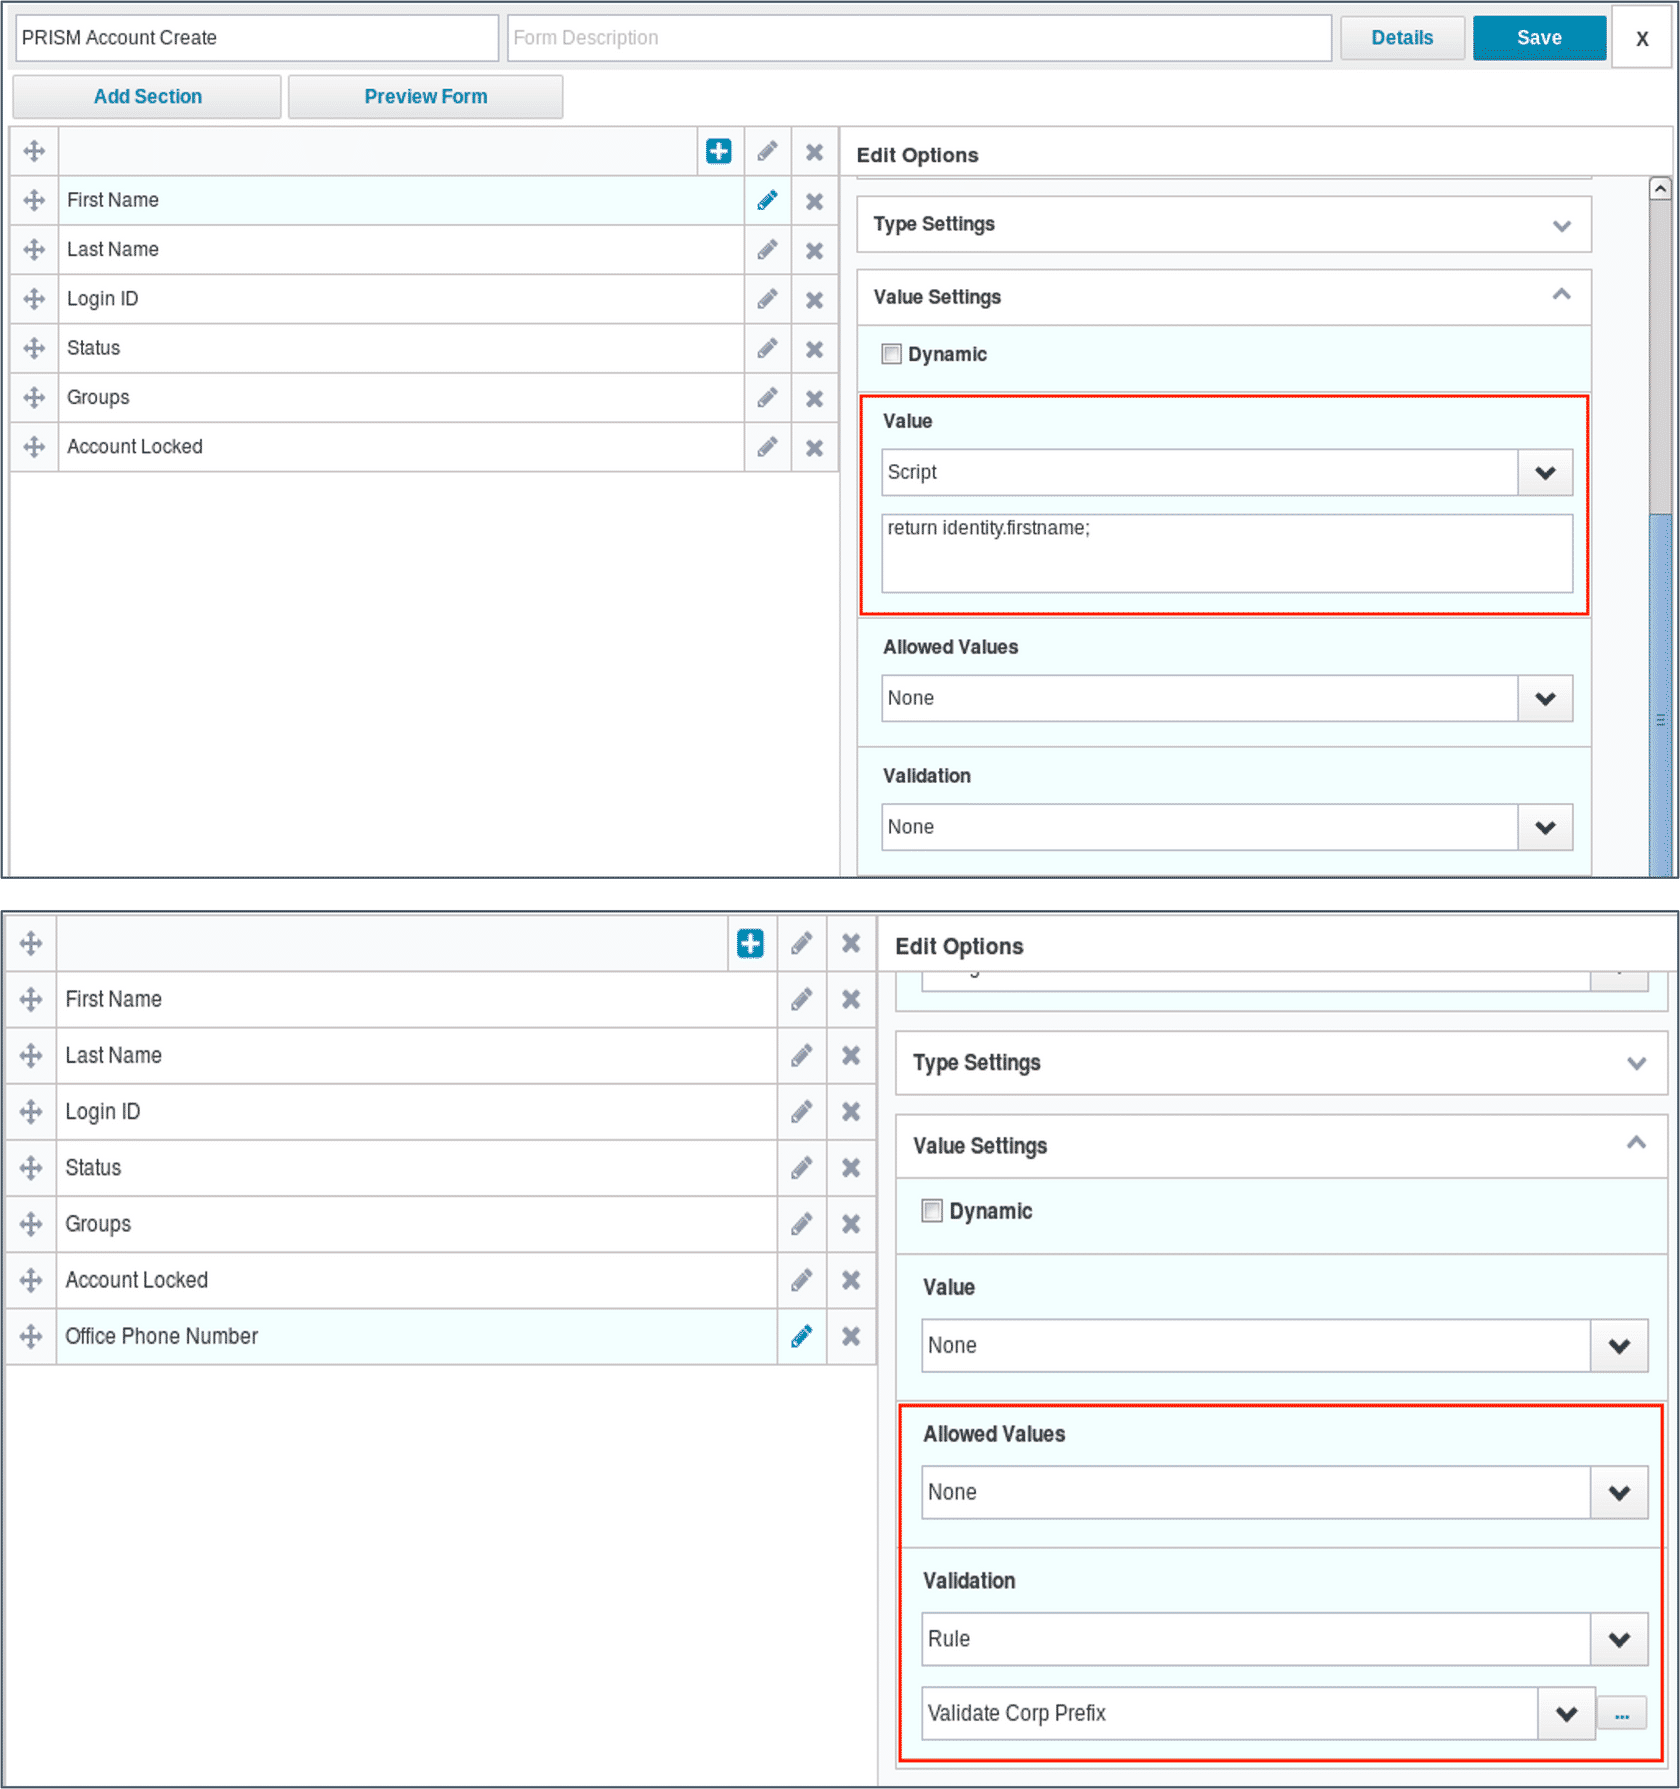 PRISM Account Create
Form Description
Details
Save
X
Add Section
Preview Form
Edit Options
First Name
Last Name
Login ID
Status
Groups
Account Locked
Type Settings
Value Settings
Dynamic
Value
Script
return identity.firstname;
Allowed Values
None
Validation
None
Edit Options
First Name
Last Name
Login ID
Status
Groups
Account Locked
Office Phone Number
Type Settings
Value Settings
Dynamic
Value
None
Allowed Values
None
Validation
Rule
Validate Corp Prefix
...